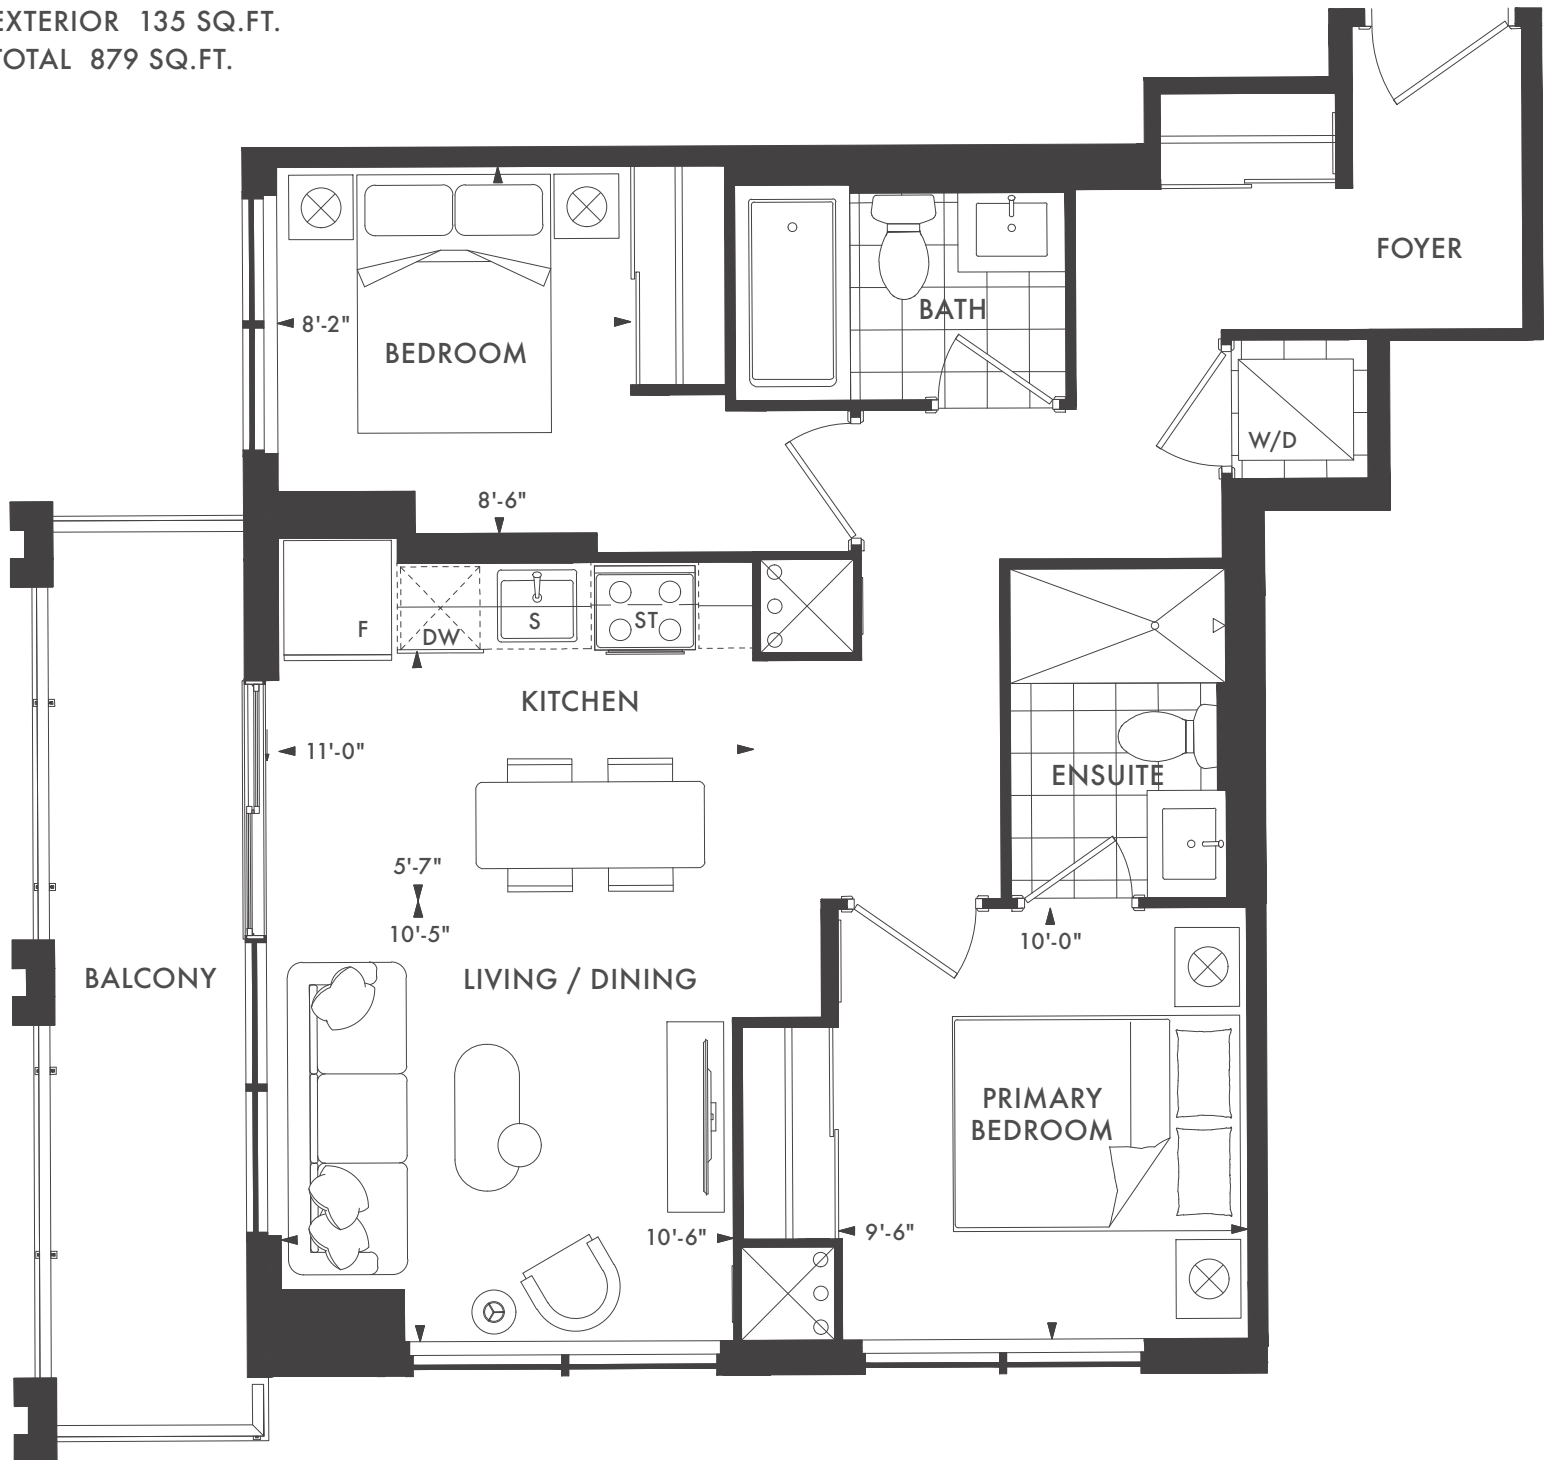 EXTERIOR 135 SQ.FT.
TOTAL 879 SQ.FT.
FOYER
BATH
8'-2"
BEDROOM
W/D
8'-6"
F
DW
S
ST
KITCHEN
11'-0"
ENSUITE
5'-7"
10'-5"
10'-0"
BALCONY
LIVING / DINING
PRIMARY
BEDROOM
10'-6"
9'-6"